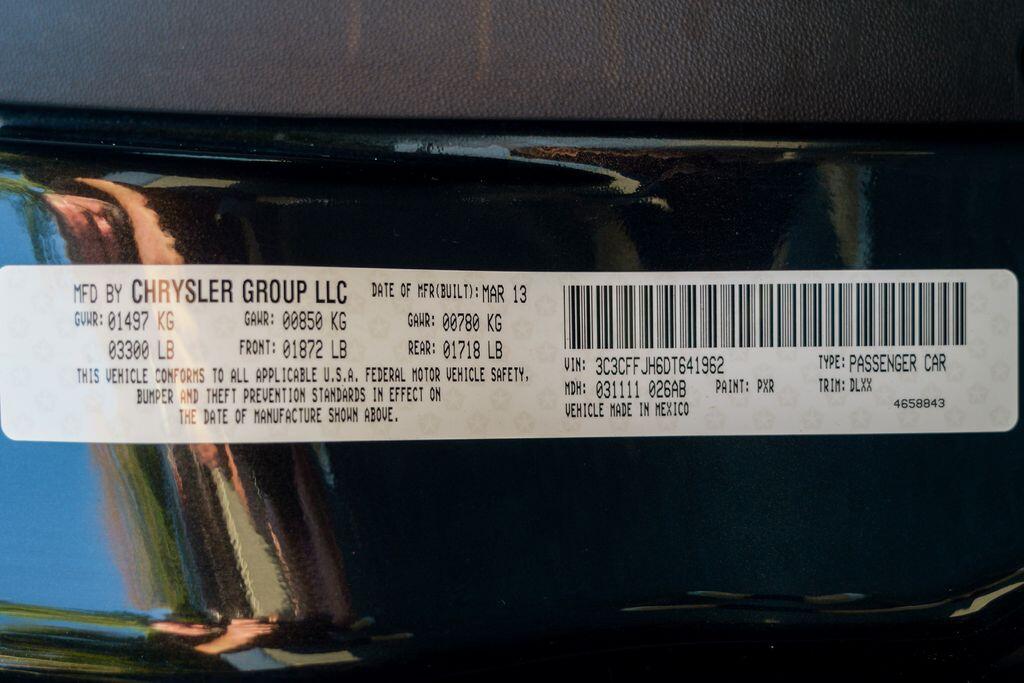 MFD BY CHRYSLER GROUP LLC DATE OF MFR(BUILT): MAR 13
GVWR: 01497 KG GAWR: 00850 KG GAWR: 00780 KG
03300 LB FRONT: 01872 LB REAR: 01718 LB
THIS VEHICLE CONFORMS TO ALL APPLICABLE U.S.A. FEDERAL MOTOR VEHICLE SAFETY,
BUMPER AND THEFT PREVENTION STANDARDS IN EFFECT ON
THE DATE OF MANUFACTURE SHOWN ABOVE.
VIN: 3C3CFFJH6DT641962 TYPE: PASSENGER CAR
MDH: 031111 026AB PAINT: PXR TRIM: DLXX
VEHICLE MADE IN MEXICO
4658843